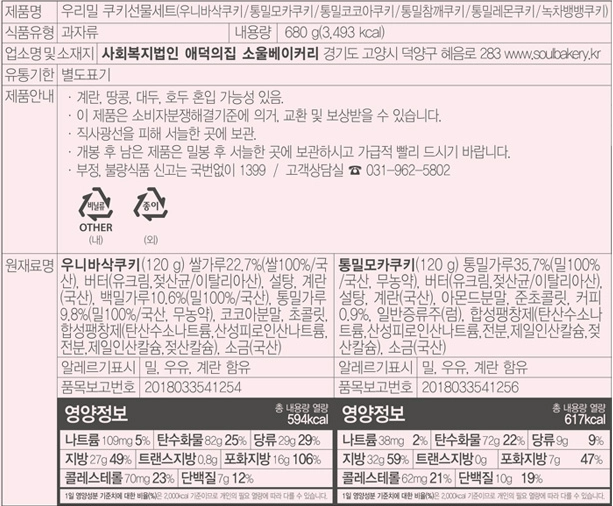 제품명 우리밀 쿠키선물세트(우니바삭쿠키/통밀모카쿠키/통밀코코아쿠키/통밀참깨쿠키/통밀레몬쿠키/녹차뱅뱅쿠키)
식품유형 과자류 내용량 680 g(3,493 kcal)
업소명 및 소재지 사회복지법인 애덕의집 소울베이커리 경기도 고양시 덕양구 혜음로 283 www.soulbakery.kr
유통기한 별도표기
제품안내 · 계란, 땅콩, 대두, 호두 혼입 가능성 있음.
· 이 제품은 소비자분쟁해결기준에 의거, 교환 및 보상받을 수 있습니다.
· 직사광선을 피해 서늘한 곳에 보관.
· 개봉 후 남은 제품은 밀봉 후 서늘한 곳에 보관하시고 가급적 빨리 드시기 바랍니다.
· 부정, 불량식품 신고는 국번없이 1399 / 고객상담실 ☎ 031-962-5802
비닐류 종이
OTHER
(내) (외)
원재료명
우니바삭쿠키(120 g) 쌀가루22.7%(쌀100%/국
산), 버터(유크림,젖산균/이탈리아산), 설탕, 계란
(국산), 백밀가루10.6%(밀100%/국산), 통밀가루
9.8%(밀100%/국산, 무농약), 코코아분말, 초콜릿,
합성팽창제(탄산수소나트륨,산성피로인산나트륨,
전분,제일인산칼슘,젖산칼슘), 소금(국산)
알레르기표시 밀, 우유, 계란 함유
품목보고번호 2018033541254
영양정보 총 내용량 열량
594kcal
나트륨 109mg 5% 탄수화물 82g 25% 당류 29g 29%
지방 27g 49% 트랜스지방 0.8g 포화지방 16g 106%
콜레스테롤 70mg 23% 단백질 7g 12%
1일 영양성분 기준치에 대한 비율(%)은 2,000kcal 기준이므로 개인의 필요 열량에 따라 다를 수 있습니다.
통밀모카쿠키(120 g) 통밀가루35.7%(밀100%
/국산, 무농약), 버터(유크림,젖산균/이탈리아산),
설탕, 계란(국산), 아몬드분말, 준초콜릿, 커피
0.9%, 일반증류주(럼), 합성팽창제(탄산수소나
트륨,산성피로인산나트륨,전분,제일인산칼슘,젖
산칼슘), 소금(국산)
알레르기표시 밀, 우유, 계란 함유
품목보고번호 2018033541256
영양정보 총 내용량 열량
617kcal
나트륨 38mg 2% 탄수화물 72g 22% 당류 9g 9%
지방 32g 59% 트랜스지방 0g 포화지방 7g 47%
콜레스테롤 62mg 21% 단백질 10g 19%
1일 영양성분 기준치에 대한 비율(%)은 2,000kcal 기준이므로 개인의 필요 열량에 따라 다를 수 있습니다.